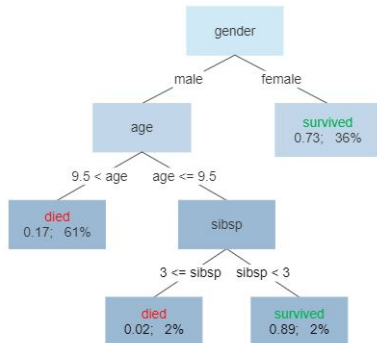 gender
male
female
age
survived
0.73; 36%
9.5 < age
age <= 9.5
died
0.17; 61%
sibsp
3 <= sibsp
sibsp < 3
died
0.02; 2%
survived
0.89; 2%